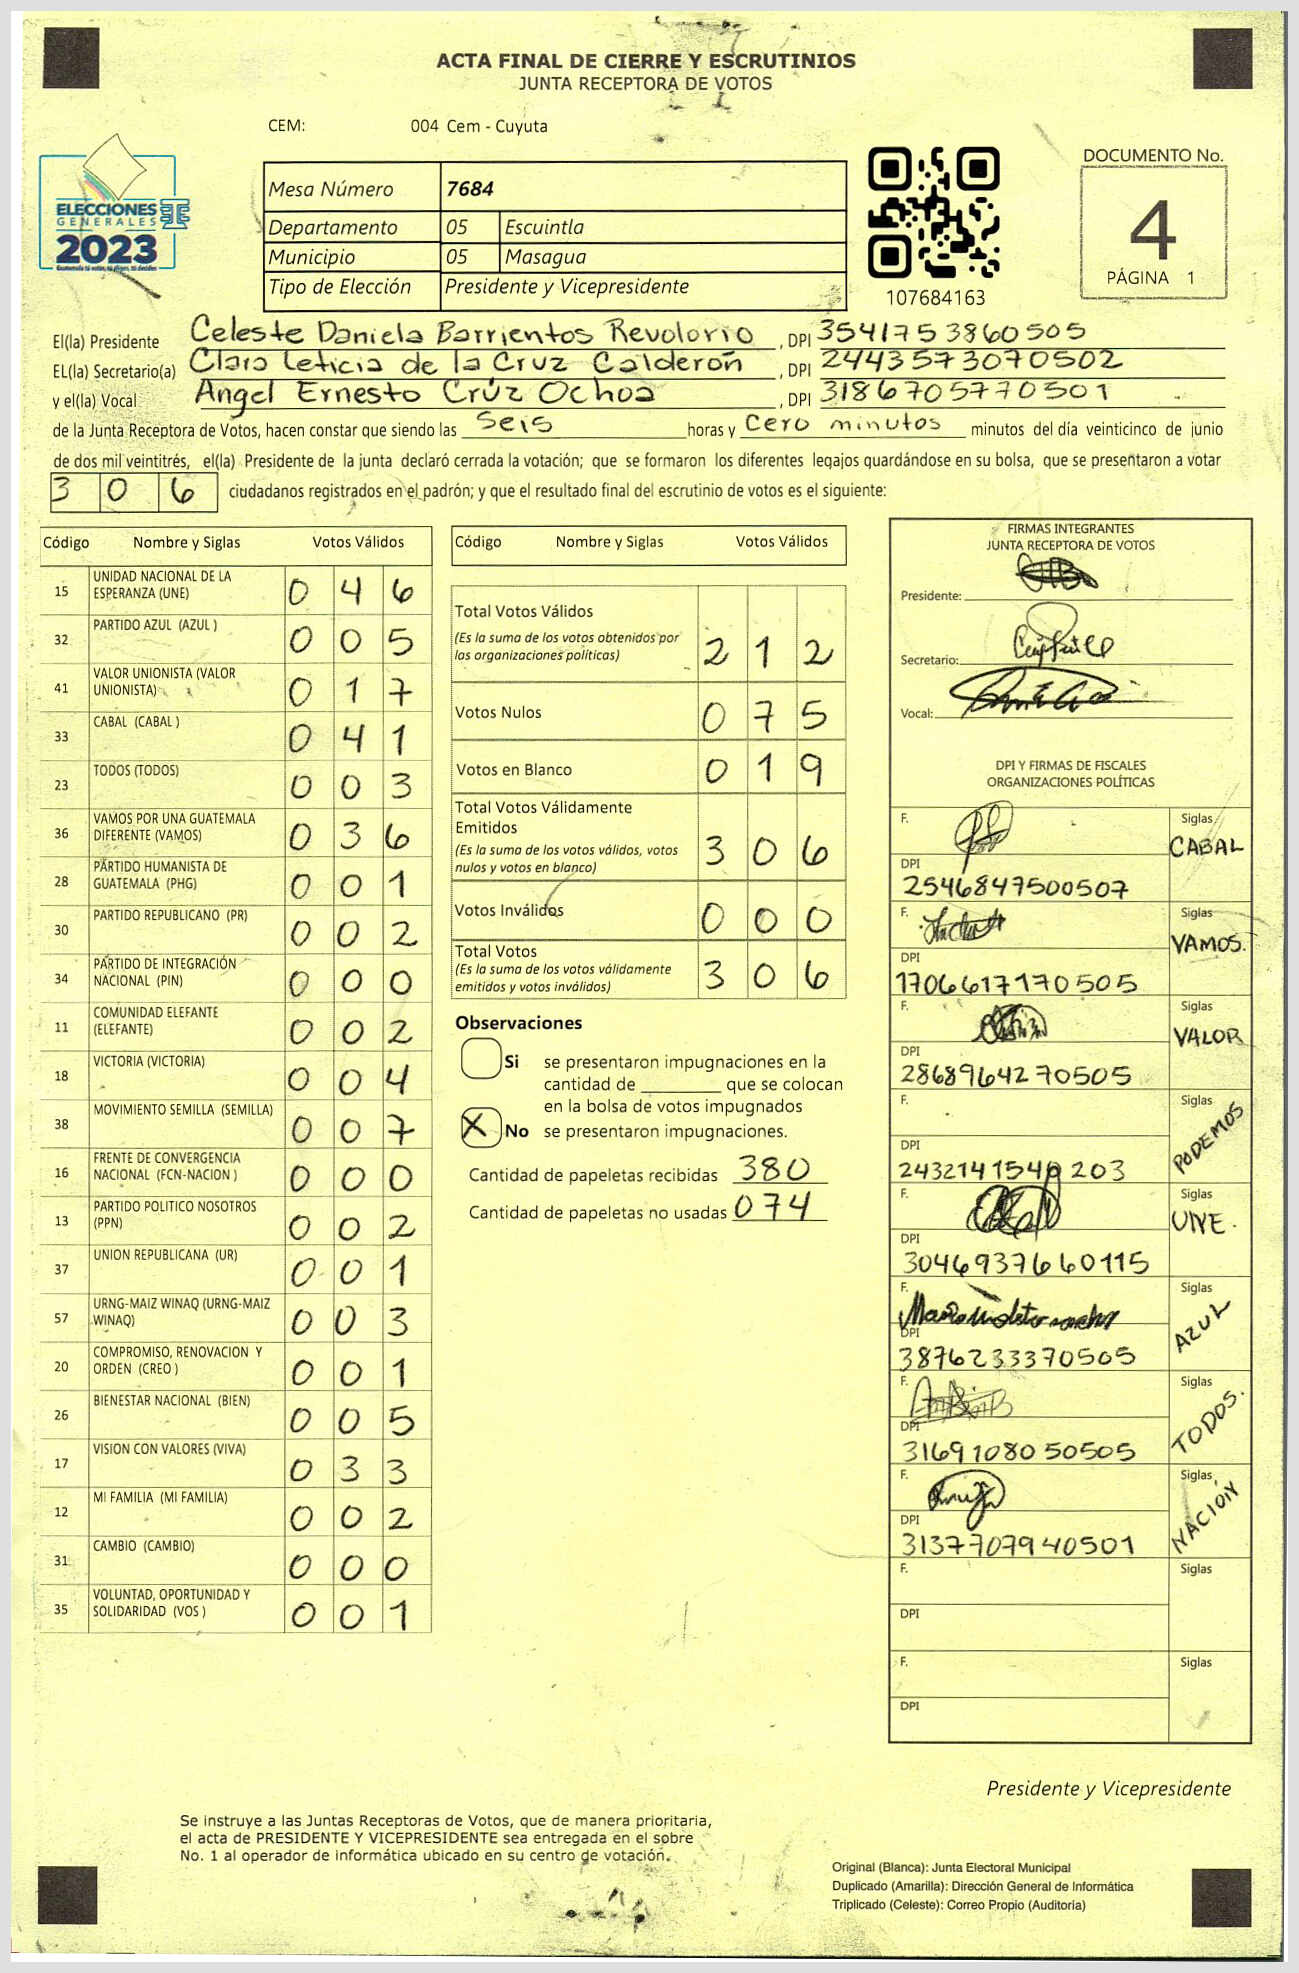 ACTA FINAL DE CIERRE Y ESCRUTINIOS
JUNTA RECEPTORA DE VOTOS
CEM: 004 Cem - Cuyuta
ELECCIONES
GENERALES
2023
Mesa Número 7684
Departamento 05 Escuintla
Municipio 05 Masagua
Tipo de Elección Presidente y Vicepresidente
107684163
DOCUMENTO No.
4
PÁGINA 1
El(la) Presidente Celeste Daniela Barrientos Revolorio, DPI 3541753860505
EL(la) Secretario(a) Clara Leticia de la Cruz Calderón, DPI 2443573070502
y el(la) Vocal Angel Ernesto Crúz Ochoa, DPI 3186705770501
de la Junta Receptora de Votos, hacen constar que siendo las Seis horas y Cero minutos minutos del día veinticinco de junio
de dos mil veintitrés, el(la) Presidente de la junta declaró cerrada la votación; que se formaron los diferentes legajos guardándose en su bolsa, que se presentaron a votar
306 ciudadanos registrados en el padrón; y que el resultado final del escrutinio de votos es el siguiente:
Código Nombre y Siglas Votos Válidos
15 UNIDAD NACIONAL DE LA ESPERANZA (UNE) 0 4 6
32 PARTIDO AZUL (AZUL ) 0 0 5
41 VALOR UNIONISTA (VALOR UNIONISTA) 0 1 7
33 CABAL (CABAL ) 0 4 1
23 TODOS (TODOS) 0 0 3
36 VAMOS POR UNA GUATEMALA DIFERENTE (VAMOS) 0 3 6
28 PARTIDO HUMANISTA DE GUATEMALA (PHG) 0 0 1
30 PARTIDO REPUBLICANO (PR) 0 0 2
34 PARTIDO DE INTEGRACIÓN NACIONAL (PIN) 0 0 0
11 COMUNIDAD ELEFANTE (ELEFANTE) 0 0 2
18 VICTORIA (VICTORIA) 0 0 4
38 MOVIMIENTO SEMILLA (SEMILLA) 0 0 7
16 FRENTE DE CONVERGENCIA NACIONAL (FCN-NACION ) 0 0 0
13 PARTIDO POLITICO NOSOTROS (PPN) 0 0 2
37 UNION REPUBLICANA (UR) 0 0 1
57 URNG-MAIZ WINAQ (URNG-MAIZ WINAQ) 0 0 3
20 COMPROMISO, RENOVACION Y ORDEN (CREO ) 0 0 1
26 BIENESTAR NACIONAL (BIEN) 0 0 5
17 VISION CON VALORES (VIVA) 0 3 3
12 MI FAMILIA (MI FAMILIA) 0 0 2
31 CAMBIO (CAMBIO) 0 0 0
35 VOLUNTAD, OPORTUNIDAD Y SOLIDARIDAD (VOS ) 0 0 1
Código Nombre y Siglas Votos Válidos
Total Votos Válidos
(Es la suma de los votos obtenidos por las organizaciones políticas) 2 1 2
Votos Nulos 0 7 5
Votos en Blanco 0 1 9
Total Votos Válidamente Emitidos
(Es la suma de los votos válidos, votos nulos y votos en blanco) 3 0 6
Votos Inválidos 0 0 0
Total Votos
(Es la suma de los votos válidamente emitidos y votos inválidos) 3 0 6
Observaciones
Si se presentaron impugnaciones en la
cantidad de ________ que se colocan
en la bolsa de votos impugnados
X No se presentaron impugnaciones.
Cantidad de papeletas recibidas 380
Cantidad de papeletas no usadas 074
FIRMAS INTEGRANTES
JUNTA RECEPTORA DE VOTOS
Presidente:
Secretario:
Vocal:
DPI Y FIRMAS DE FISCALES
ORGANIZACIONES POLÍTICAS
F. Siglas CABAL
DPI 2546847500507
F. Siglas VAMOS.
DPI 1706617170505
F. Siglas VALOR
DPI 2868964270505
F. Siglas PODEMOS
DPI 2432141540203
F. Siglas UNE.
DPI 3046937660115
F. Siglas AZUL
DPI 3876233370505
F. Siglas TODOS.
DPI 3169108050505
F. Siglas NACIÓN
DPI 3137707940501
F. Siglas
DPI
F. Siglas
DPI
Presidente y Vicepresidente
Se instruye a las Juntas Receptoras de Votos, que de manera prioritaria,
el acta de PRESIDENTE Y VICEPRESIDENTE sea entregada en el sobre
No. 1 al operador de informática ubicado en su centro de votación.
Original (Blanca): Junta Electoral Municipal
Duplicado (Amarilla): Dirección General de Informática
Triplicado (Celeste): Correo Propio (Auditoria)